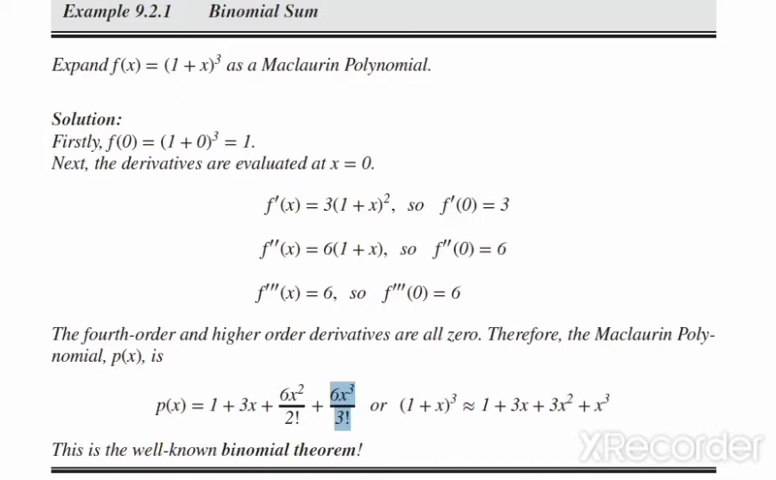 Example 9.2.1 Binomial Sum
Expand f(x) = (1 + x)³ as a Maclaurin Polynomial.
Solution:
Firstly, f(0) = (1 + 0)³ = 1.
Next, the derivatives are evaluated at x = 0.
f′(x) = 3(1 + x)², so f′(0) = 3
f″(x) = 6(1 + x), so f″(0) = 6
f‴(x) = 6, so f‴(0) = 6
The fourth-order and higher order derivatives are all zero. Therefore, the Maclaurin Poly-
nomial, p(x), is
p(x) = 1 + 3x + 6x²/2! + 6x³/3! or (1 + x)³ ≈ 1 + 3x + 3x² + x³
This is the well-known binomial theorem!
XRecorder